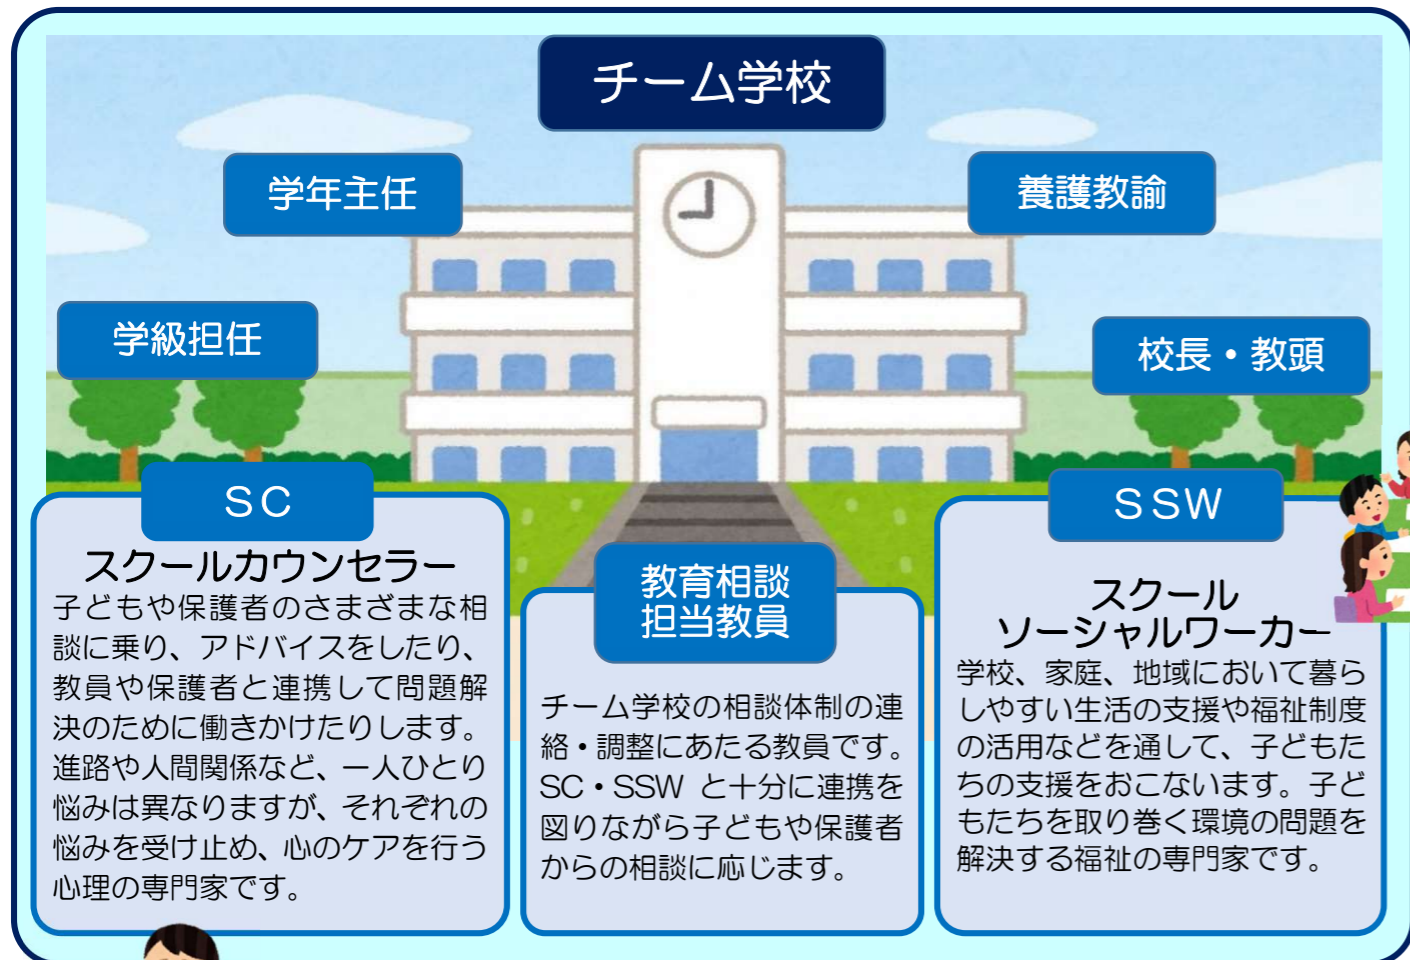 チーム学校
学年主任
養護教諭
学級担任
校長・教頭
ＳＣ
スクールカウンセラー
子どもや保護者のさまざまな相
談に乗り、アドバイスをしたり、
教員や保護者と連携して問題解
決のために働きかけたりします。
進路や人間関係など、一人ひとり
悩みは異なりますが、それぞれの
悩みを受け止め、心のケアを行う
心理の専門家です。
教育相談
担当教員
チーム学校の相談体制の連
絡・調整にあたる教員です。
SC・SSW と十分に連携を
図りながら子どもや保護者
からの相談に応じます。
ＳＳＷ
スクール
ソーシャルワーカー
学校、家庭、地域において暮ら
しやすい生活の支援や福祉制度
の活用などを通して、子どもた
ちの支援をおこないます。子ど
もたちを取り巻く環境の問題を
解決する福祉の専門家です。